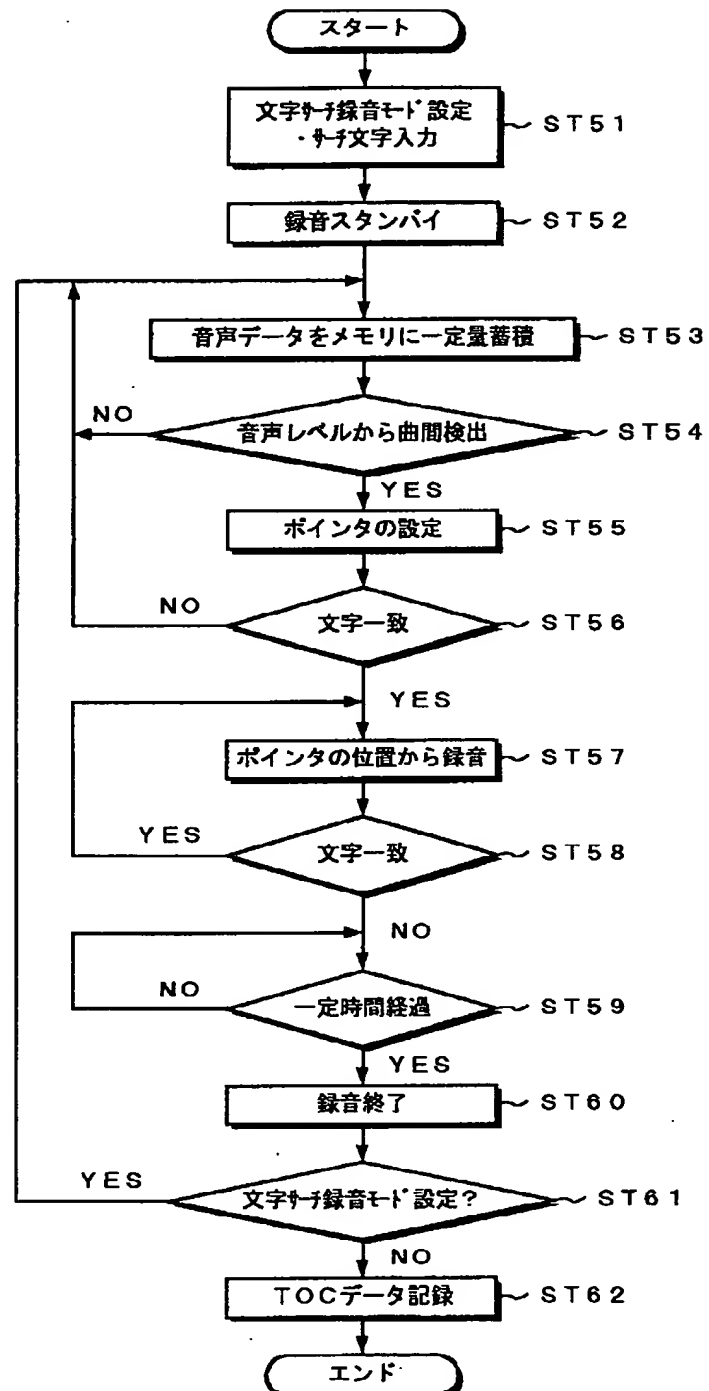 スタート
文字サーチ録音モード設定
・サーチ文字入力
ST51
録音スタンバイ
ST52
音声データをメモリに一定量蓄積
ST53
NO
音声レベルから曲間検出
ST54
YES
ポインタの設定
ST55
NO
文字一致
ST56
YES
ポインタの位置から録音
ST57
YES
文字一致
ST58
NO
NO
一定時間経過
ST59
YES
録音終了
ST60
YES
文字サーチ録音モード設定?
ST61
NO
TOCデータ記録
ST62
エンド